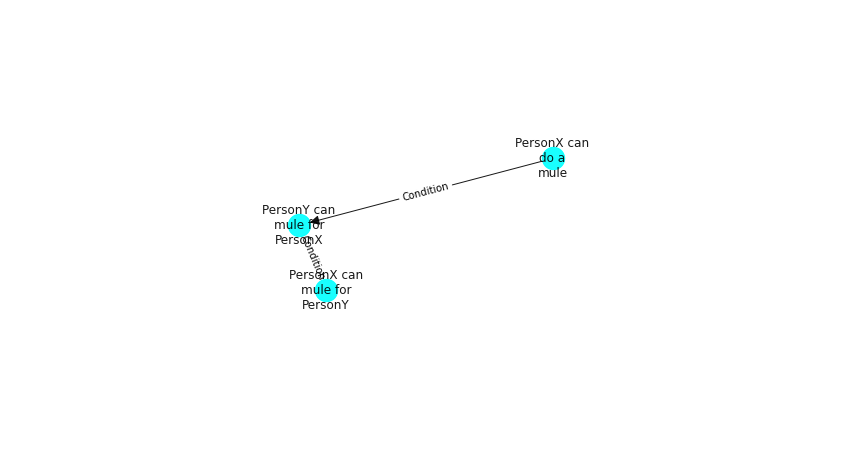 PersonX can
do a
mule
Condition
PersonY can
mule for
PersonX
Condition
PersonX can
mule for
PersonY